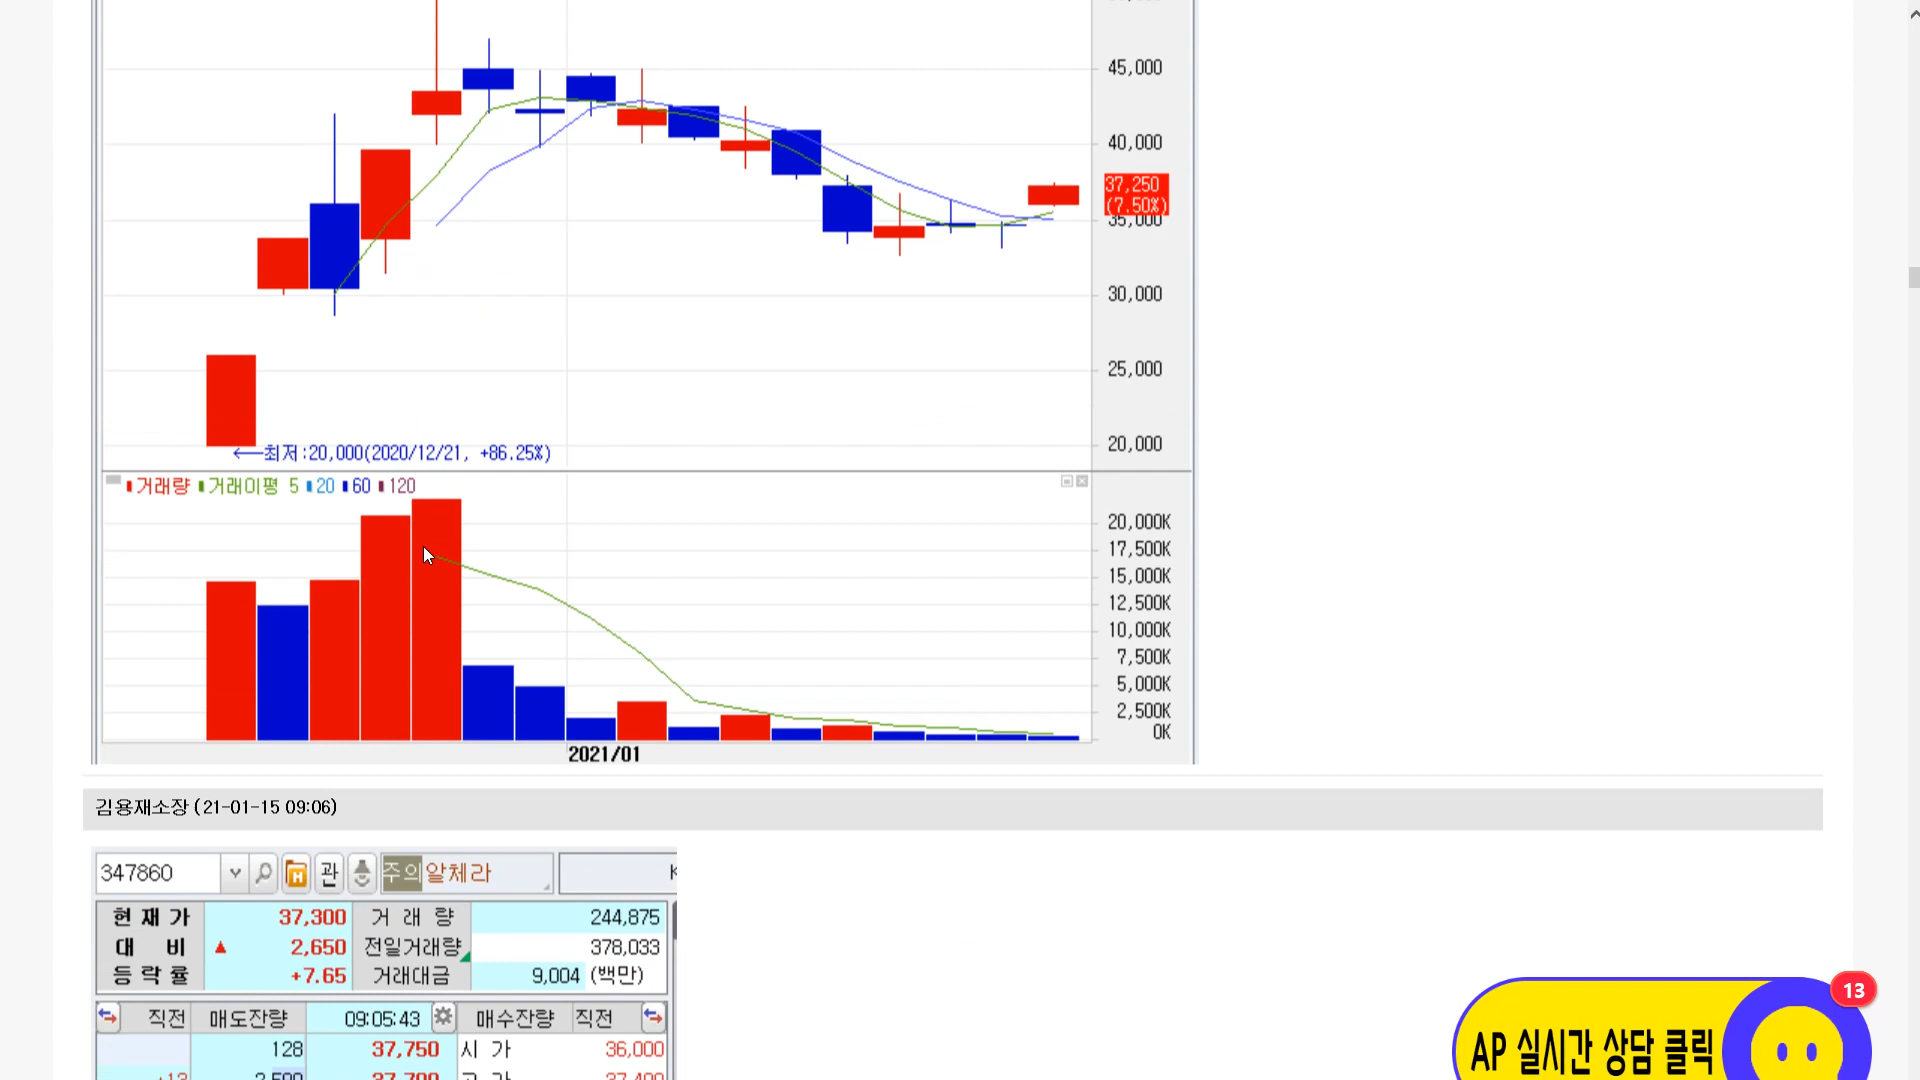 45,000
40,000
37,250
(7.50%)
35,000
30,000
25,000
20,000
←최저:20,000(2020/12/21, +86.25%)
거래량 거래이평 5 20 60 120
20,000K
17,500K
15,000K
12,500K
10,000K
7,500K
5,000K
2,500K
0K
2021/01
김용재소장 (21-01-15 09:06)
347860 관 주의 알체라
현재가 37,300 거래량 244,875
대비 ▲ 2,650 전일거래량 378,033
등락률 +7.65 거래대금 9,004 (백만)
직전 매도잔량 09:05:43 매수잔량 직전
128 37,750 시가 36,000
13
AP 실시간 상담 클릭